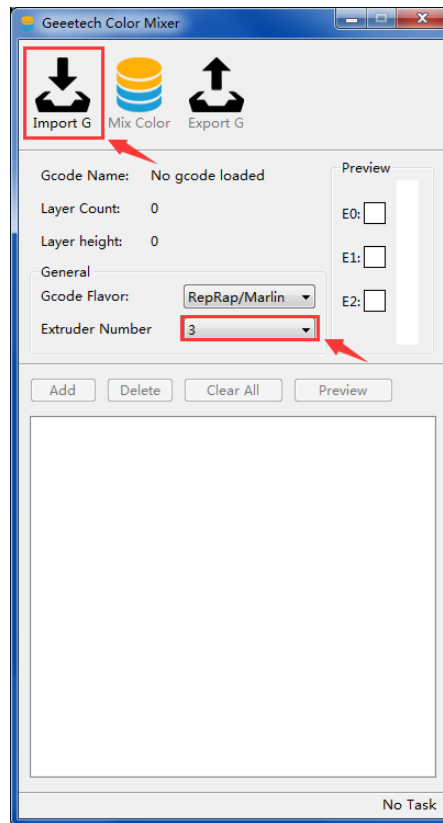 Geeetech Color Mixer
Import G Mix Color Export G
Gcode Name: No gcode loaded
Layer Count: 0
Layer height: 0
General
Gcode Flavor: RepRap/Marlin
Extruder Number 3
Preview
E0:
E1:
E2:
Add Delete Clear All Preview
No Task